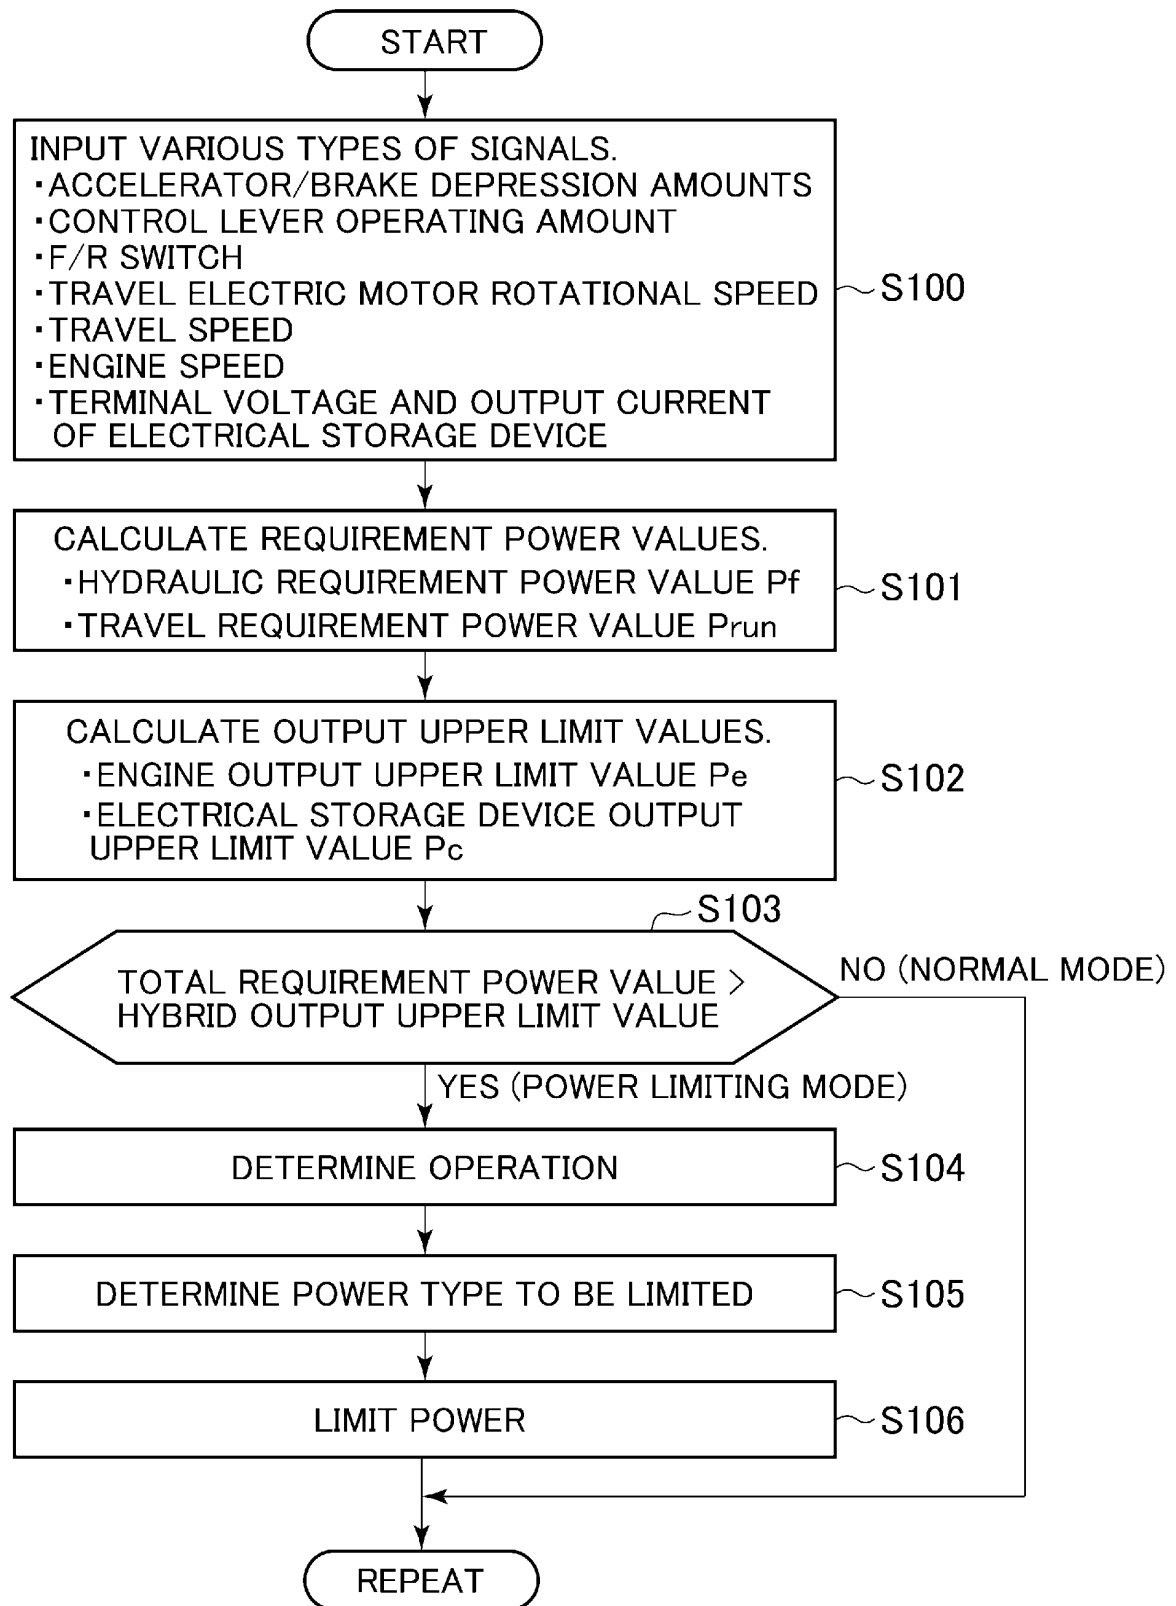 START
INPUT VARIOUS TYPES OF SIGNALS.
・ACCELERATOR/BRAKE DEPRESSION AMOUNTS
・CONTROL LEVER OPERATING AMOUNT
・F/R SWITCH
・TRAVEL ELECTRIC MOTOR ROTATIONAL SPEED
・TRAVEL SPEED
・ENGINE SPEED
・TERMINAL VOLTAGE AND OUTPUT CURRENT
OF ELECTRICAL STORAGE DEVICE
S100
CALCULATE REQUIREMENT POWER VALUES.
・HYDRAULIC REQUIREMENT POWER VALUE Pf
・TRAVEL REQUIREMENT POWER VALUE Prun
S101
CALCULATE OUTPUT UPPER LIMIT VALUES.
・ENGINE OUTPUT UPPER LIMIT VALUE Pe
・ELECTRICAL STORAGE DEVICE OUTPUT
UPPER LIMIT VALUE Pc
S102
S103
TOTAL REQUIREMENT POWER VALUE >
HYBRID OUTPUT UPPER LIMIT VALUE
NO (NORMAL MODE)
YES (POWER LIMITING MODE)
DETERMINE OPERATION
S104
DETERMINE POWER TYPE TO BE LIMITED
S105
LIMIT POWER
S106
REPEAT